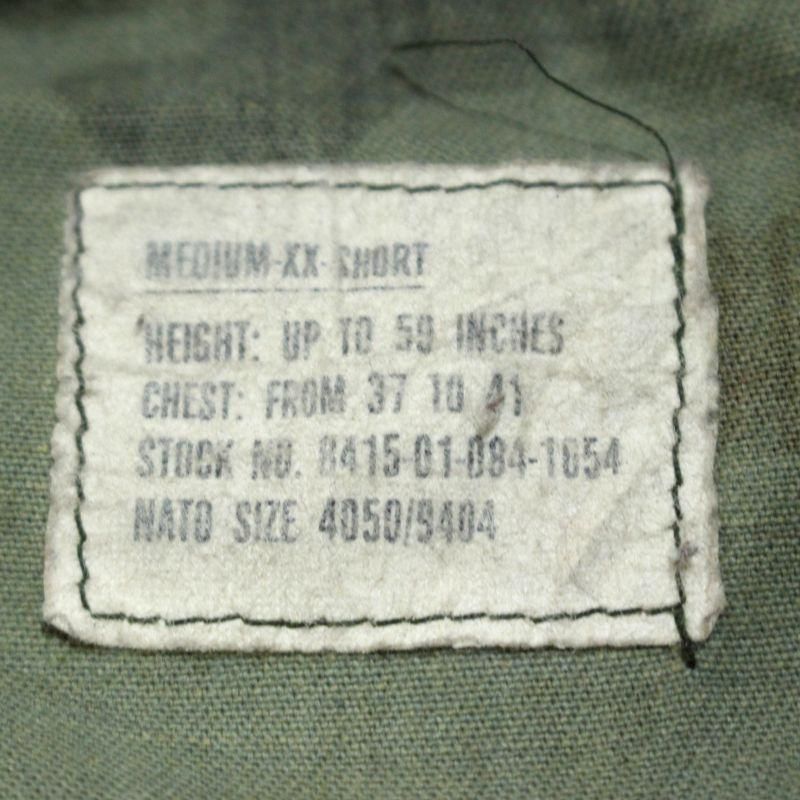 MEDIUM-XX-SHORT
HEIGHT: UP TO 59 INCHES
CHEST: FROM 37 TO 41
STOCK NO. 8415-01-084-1654
NATO SIZE 4050/9404